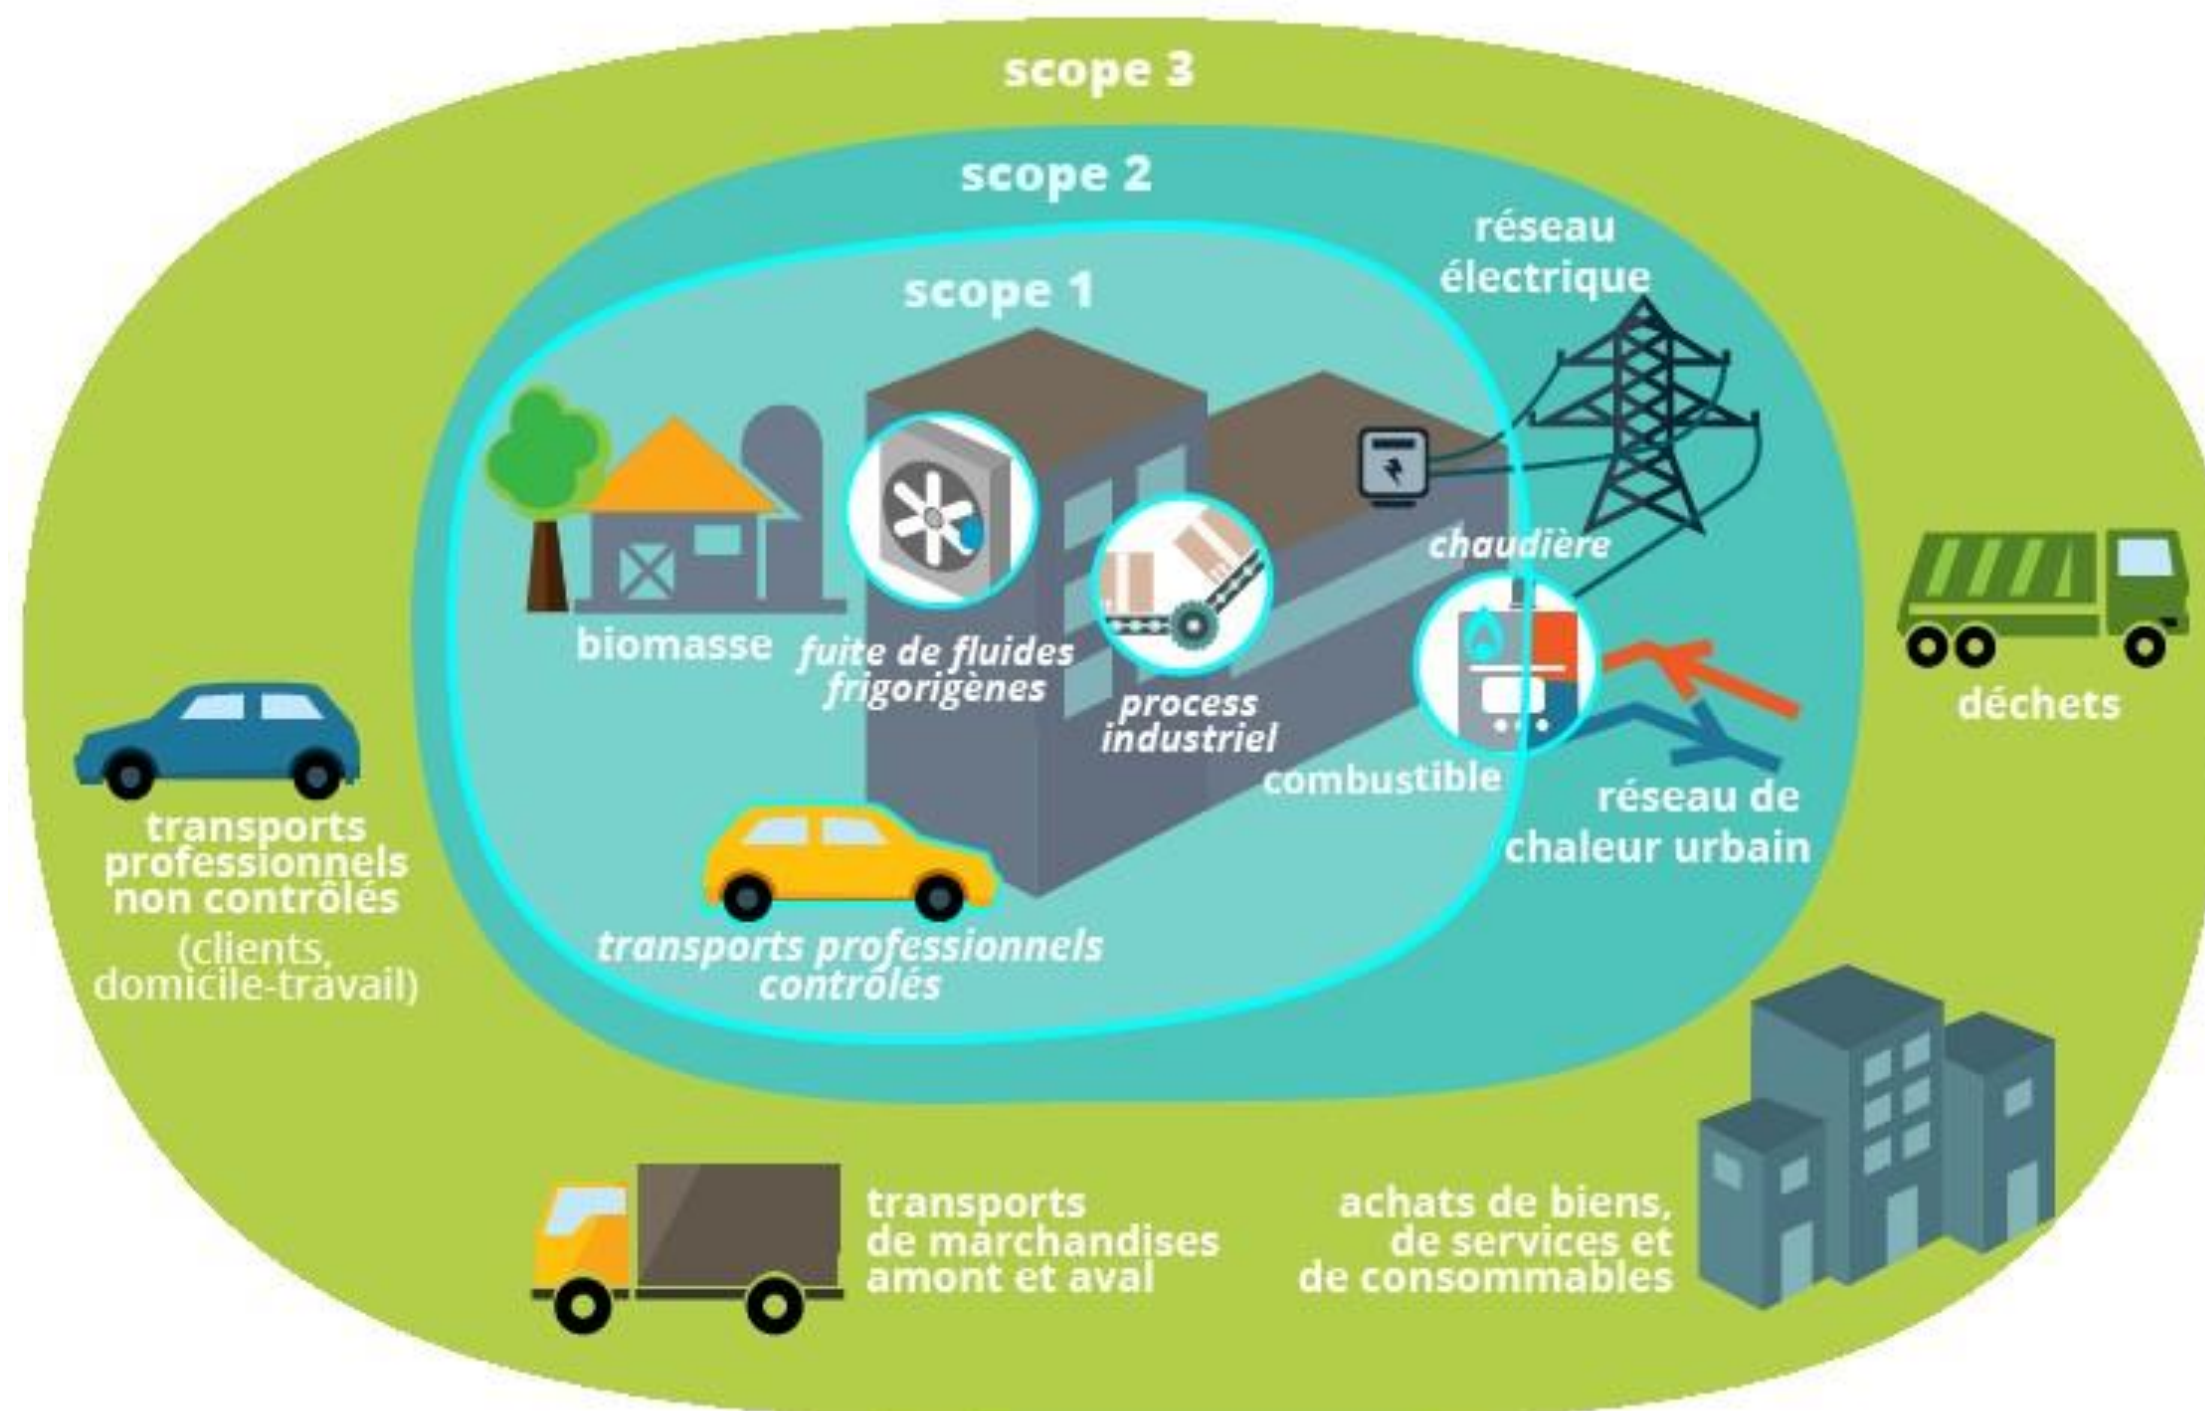 scope 3
scope 2
scope 1
réseau
électrique
chaudière
biomasse
fuite de fluides
frigorigènes
process
industriel
combustible
réseau de
chaleur urbain
déchets
transports
professionnels
non contrôlés
(clients,
domicile-travail)
transports professionnels
contrôlés
transports
de marchandises
amont et aval
achats de biens,
de services et
de consommables